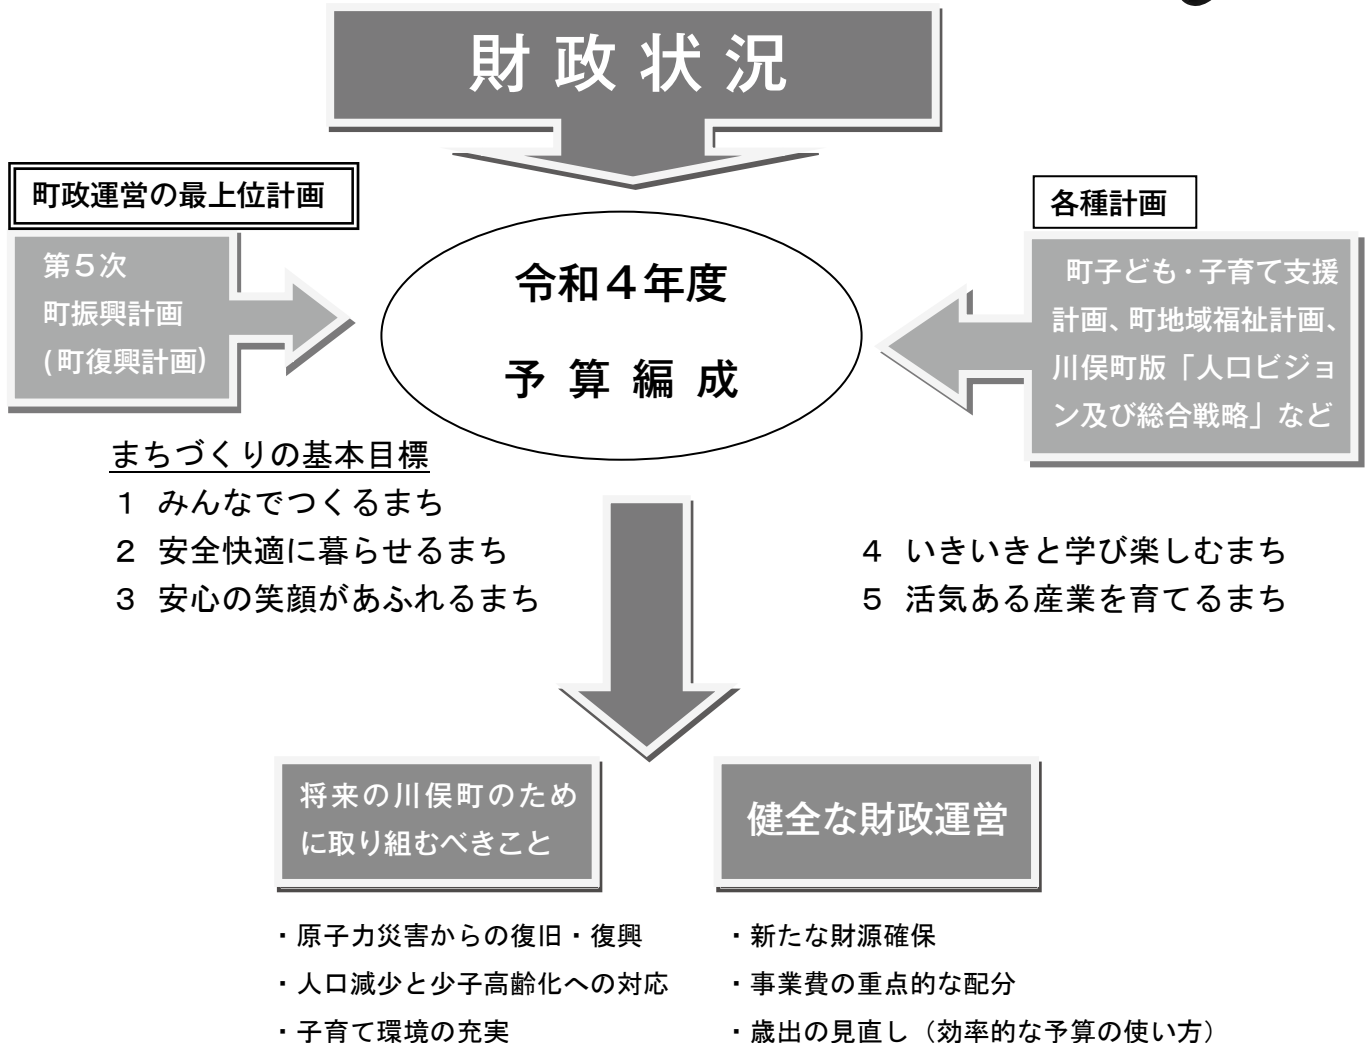 財政状況
町政運営の最上位計画
第５次
町振興計画
(町復興計画)
令和４年度
予算編成
各種計画
町子ども・子育て支援
計画、町地域福祉計画、
川俣町版「人口ビジョ
ン及び総合戦略」など
まちづくりの基本目標
１ みんなでつくるまち
２ 安全快適に暮らせるまち
３ 安心の笑顔があふれるまち
４ いきいきと学び楽しむまち
５ 活気ある産業を育てるまち
将来の川俣町のため
に取り組むべきこと
・原子力災害からの復旧・復興
・人口減少と少子高齢化への対応
・子育て環境の充実
健全な財政運営
・新たな財源確保
・事業費の重点的な配分
・歳出の見直し（効率的な予算の使い方）